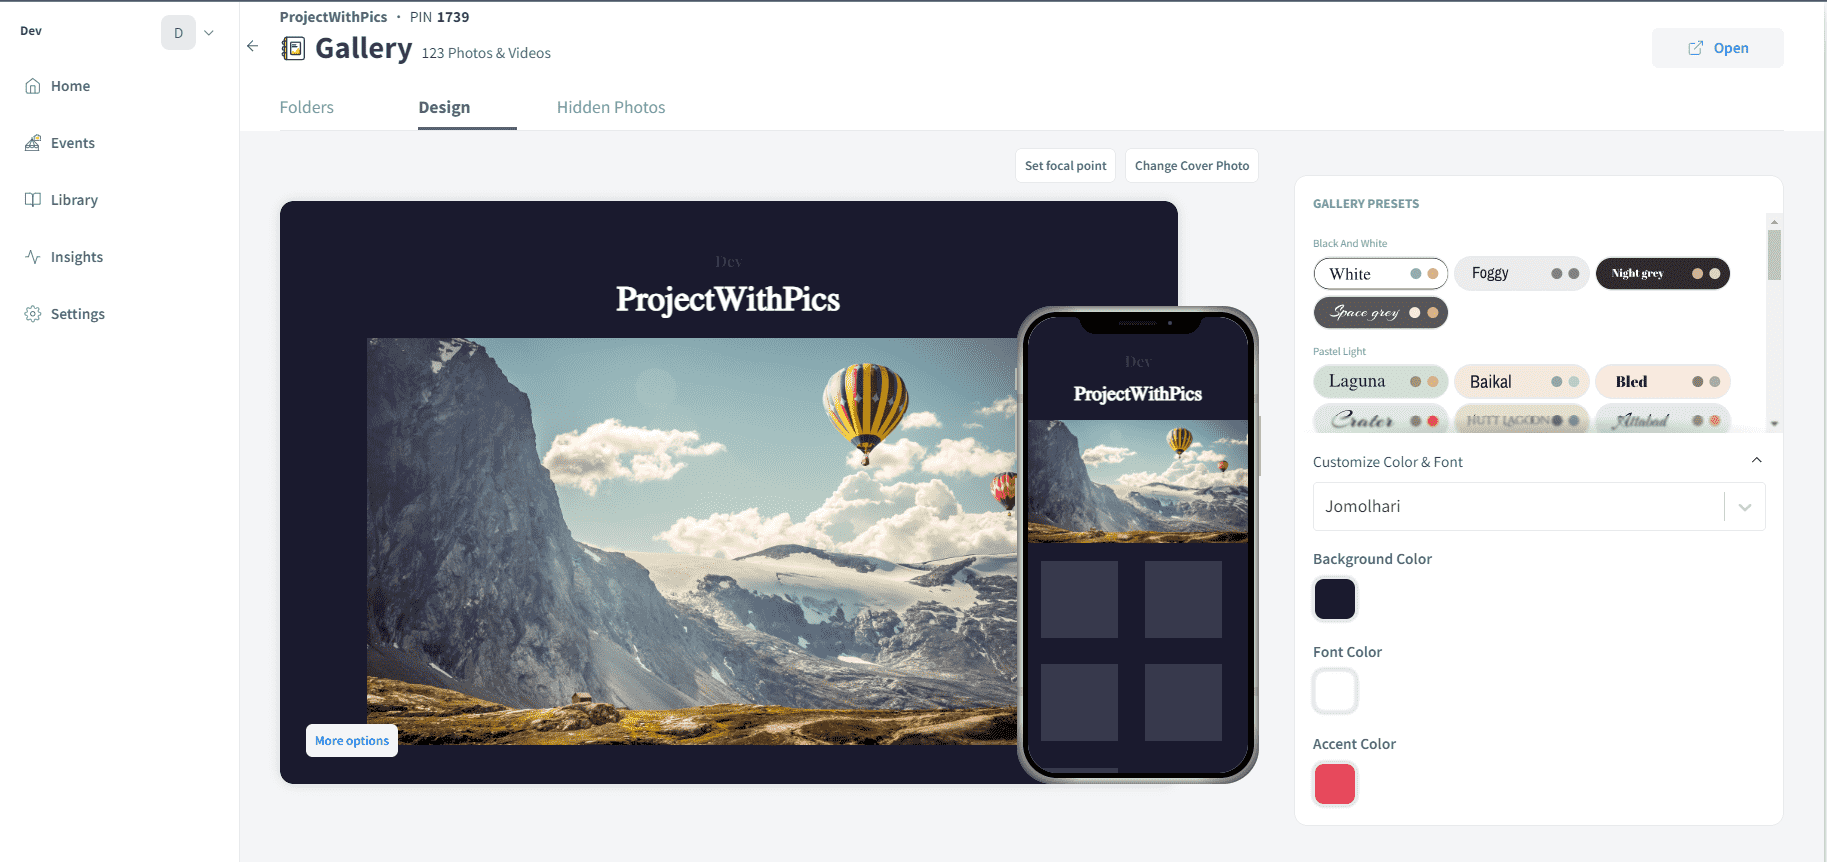 Dev
D
Home
Events
Library
Insights
Settings
ProjectWithPics · PIN 1739
Gallery 123 Photos & Videos
Open
Folders
Design
Hidden Photos
Set focal point
Change Cover Photo
Dev
ProjectWithPics
More options
Dev
ProjectWithPics
GALLERY PRESETS
Black And White
White
Foggy
Night grey
Space grey
Pastel Light
Laguna
Baikal
Bled
Crater
HUTT LAGOON
Attabad
Customize Color & Font
Jomolhari
Background Color
Font Color
Accent Color